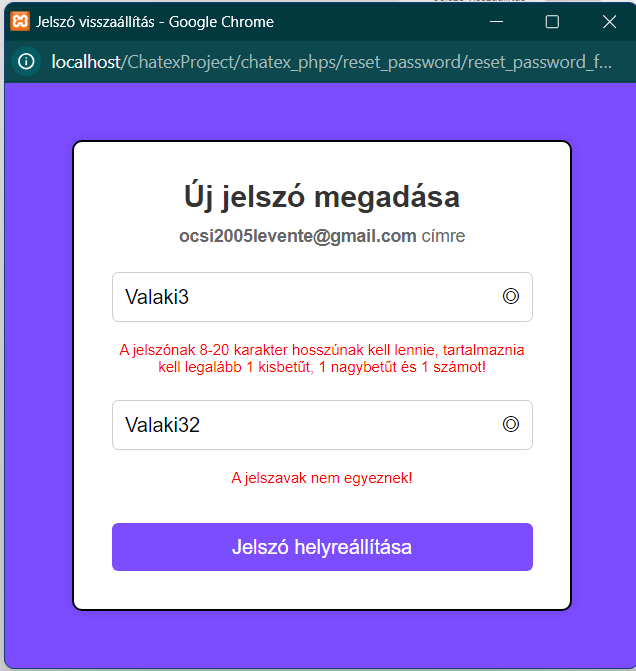 Jelszó visszaállítás - Google Chrome
localhost/ChatexProject/chatex_phps/reset_password/reset_password_f...
Új jelszó megadása
ocsi2005levente@gmail.com címre
Valaki3
A jelszónak 8-20 karakter hosszúnak kell lennie, tartalmaznia
kell legalább 1 kisbetűt, 1 nagybetűt és 1 számot!
Valaki32
A jelszavak nem egyeznek!
Jelszó helyreállítása